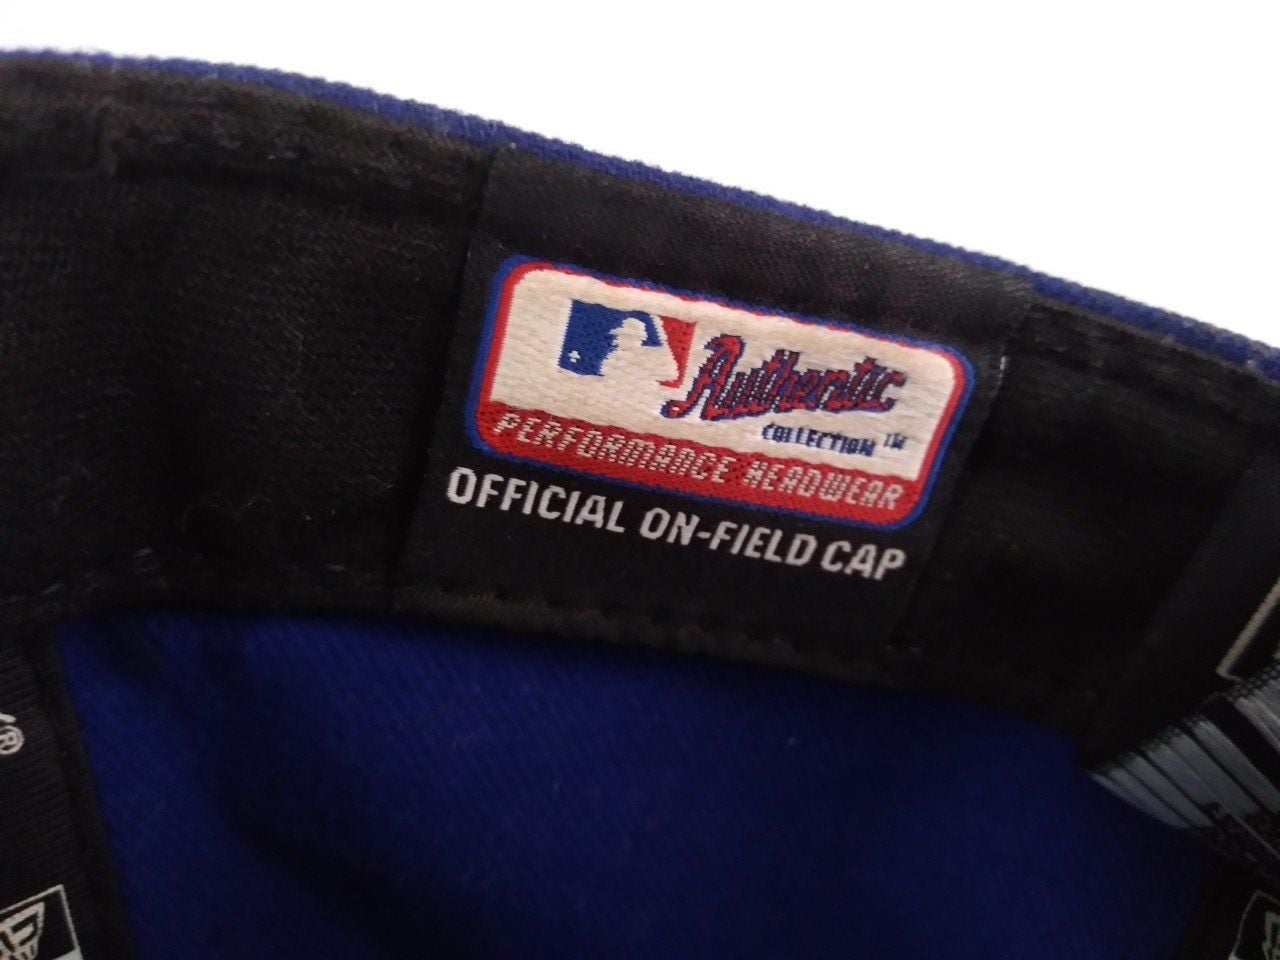 Authentic
COLLECTION™
PERFORMANCE HEADWEAR
OFFICIAL ON-FIELD CAP
®